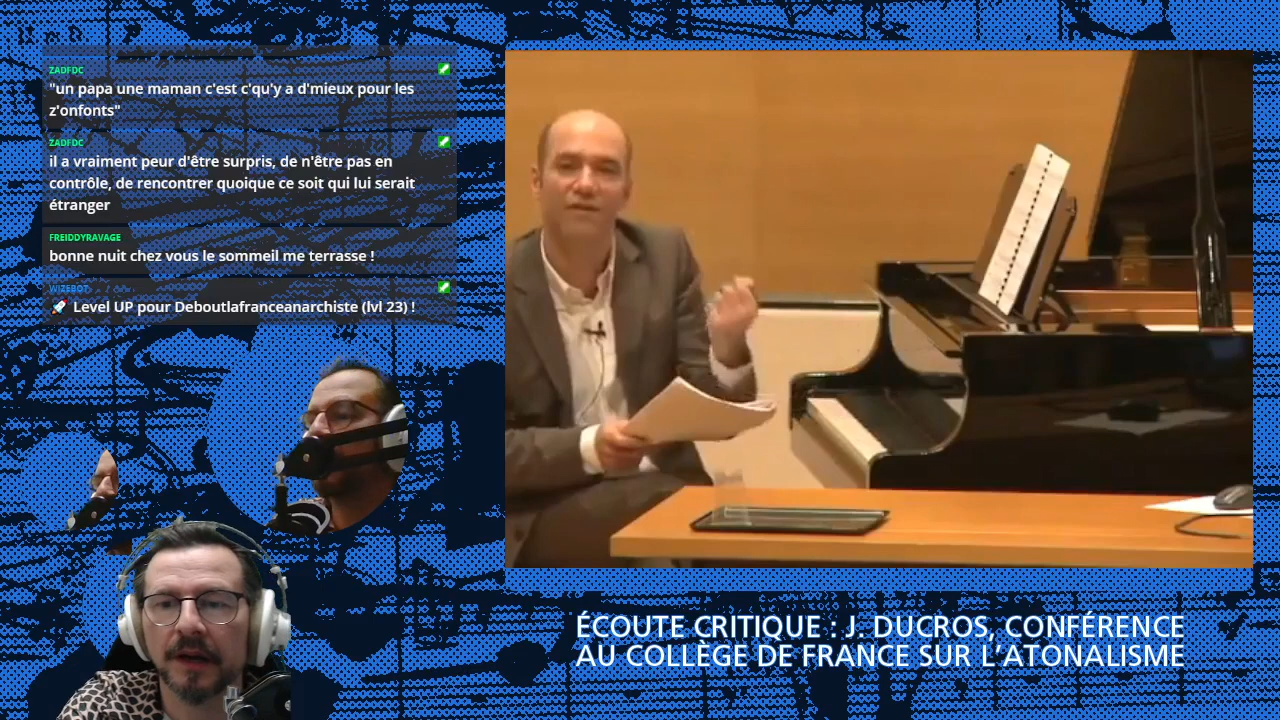 ZADFDC
"un papa une maman c'est c'qu'y a d'mieux pour les
z'onfonts"
ZADFDC
il a vraiment peur d'être surpris, de n'être pas en
contrôle, de rencontrer quoique ce soit qui lui serait
étranger
FREIDDYRAVAGE
bonne nuit chez vous le sommeil me terrasse !
WIZEBOT
🚀 Level UP pour Deboutlafranceanarchiste (lvl 23) !
ÉCOUTE CRITIQUE : J. DUCROS, CONFÉRENCE
AU COLLÈGE DE FRANCE SUR L'ATONALISME